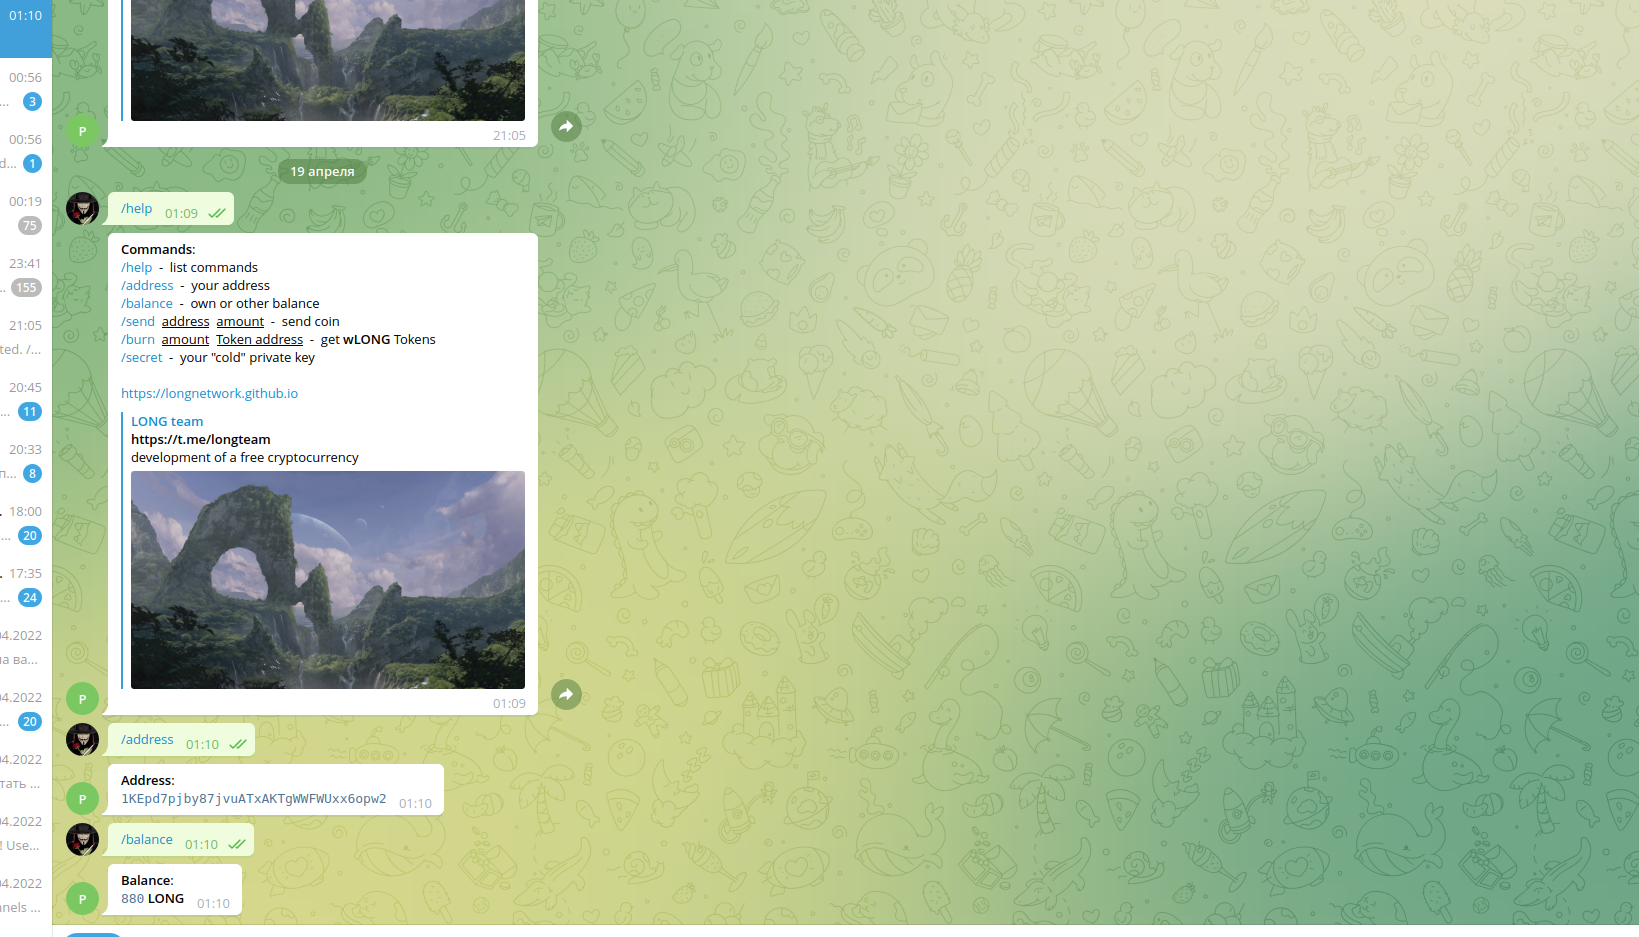 01:10
00:56
... 3
00:56
d... 1
00:19
75
23:41
... 155
21:05
ted. /...
20:45
... 11
20:33
п... 8
18:00
... 20
17:35
... 24
04.2022
а ва...
04.2022
... 20
04.2022
тать ...
04.2022
! Use...
04.2022
nels ...
P
21:05
19 апреля
/help 01:09
Commands:
/help - list commands
/address - your address
/balance - own or other balance
/send address amount - send coin
/burn amount Token address - get wLONG Tokens
/secret - your "cold" private key
https://longnetwork.github.io
LONG team
https://t.me/longteam
development of a free cryptocurrency
P
01:09
/address 01:10
Address:
P
1KEpd7pjby87jvuATxAKTgWWFWUxx6opw2 01:10
/balance 01:10
Balance:
P
880 LONG 01:10